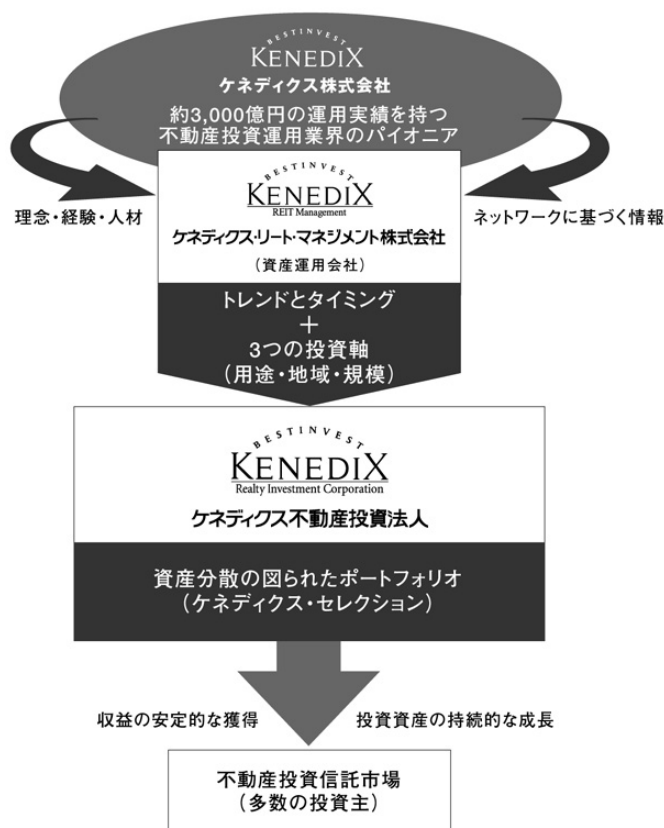 BESTINVEST
KENEDIX
ケネディクス株式会社
約3,000億円の運用実績を持つ
不動産投資運用業界のパイオニア
理念・経験・人材
ネットワークに基づく情報
BESTINVEST
KENEDIX
REIT Management
ケネディクス・リート・マネジメント株式会社
(資産運用会社)
トレンドとタイミング
+
3つの投資軸
(用途・地域・規模)
BESTINVEST
KENEDIX
Realty Investment Corporation
ケネディクス不動産投資法人
資産分散の図られたポートフォリオ
(ケネディクス・セレクション)
収益の安定的な獲得
投資資産の持続的な成長
不動産投資信託市場
(多数の投資主)